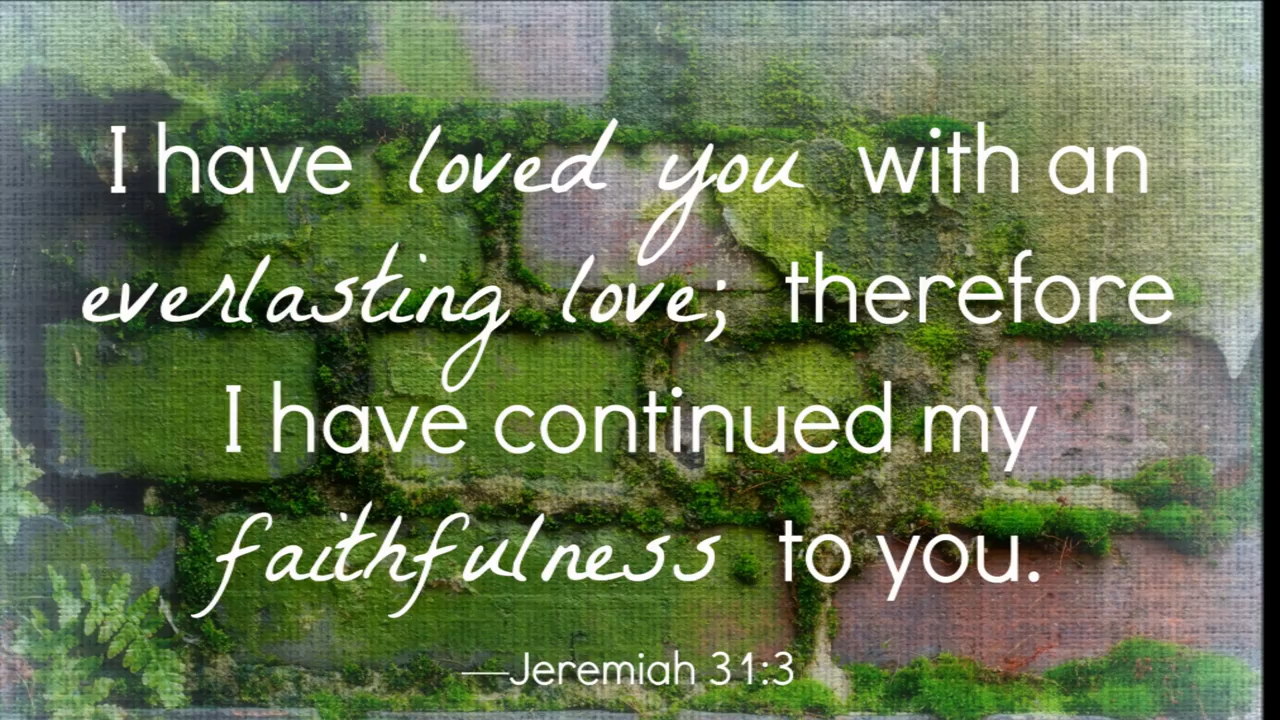 I have loved you with an
everlasting love; therefore
I have continued my
faithfulness to you.
—Jeremiah 31:3